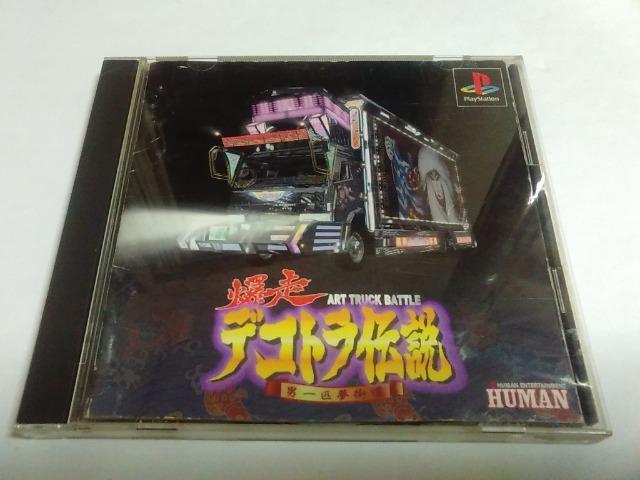 PlayStation
爆走
ART TRUCK BATTLE
デコトラ伝説
男一匹夢街道
HUMAN ENTERTAINMENT
HUMAN